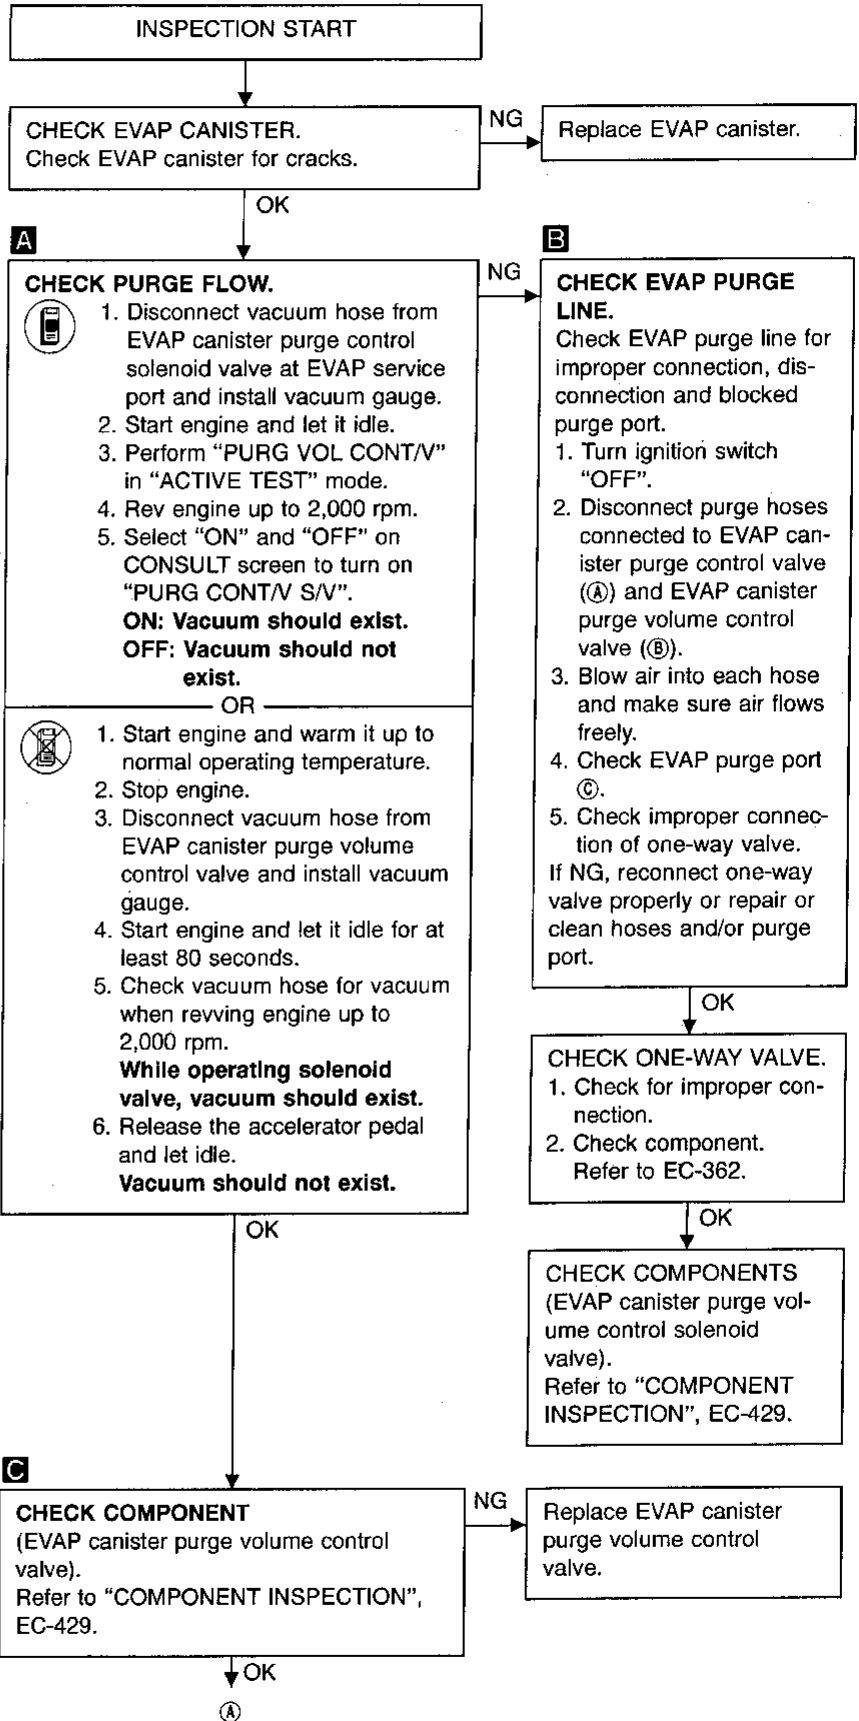 INSPECTION START
CHECK EVAP CANISTER.
Check EVAP canister for cracks.
NG
Replace EVAP canister.
OK
A
CHECK PURGE FLOW.
1. Disconnect vacuum hose from
EVAP canister purge control
solenoid valve at EVAP service
port and install vacuum gauge.
2. Start engine and let it idle.
3. Perform “PURG VOL CONT/V”
in “ACTIVE TEST” mode.
4. Rev engine up to 2,000 rpm.
5. Select “ON” and “OFF” on
CONSULT screen to turn on
“PURG CONT/V S/V”.
ON: Vacuum should exist.
OFF: Vacuum should not
exist.
OR
1. Start engine and warm it up to
normal operating temperature.
2. Stop engine.
3. Disconnect vacuum hose from
EVAP canister purge volume
control valve and install vacuum
gauge.
4. Start engine and let it idle for at
least 80 seconds.
5. Check vacuum hose for vacuum
when revving engine up to
2,000 rpm.
While operating solenoid
valve, vacuum should exist.
6. Release the accelerator pedal
and let idle.
Vacuum should not exist.
NG
B
CHECK EVAP PURGE
LINE.
Check EVAP purge line for
improper connection, dis-
connection and blocked
purge port.
1. Turn ignition switch
“OFF”.
2. Disconnect purge hoses
connected to EVAP can-
ister purge control valve
(Ⓐ) and EVAP canister
purge volume control
valve (Ⓑ).
3. Blow air into each hose
and make sure air flows
freely.
4. Check EVAP purge port
Ⓒ.
5. Check improper connec-
tion of one-way valve.
If NG, reconnect one-way
valve properly or repair or
clean hoses and/or purge
port.
OK
CHECK ONE-WAY VALVE.
1. Check for improper con-
nection.
2. Check component.
Refer to EC-362.
OK
CHECK COMPONENTS
(EVAP canister purge vol-
ume control solenoid
valve).
Refer to “COMPONENT
INSPECTION”, EC-429.
OK
C
CHECK COMPONENT
(EVAP canister purge volume control
valve).
Refer to “COMPONENT INSPECTION”,
EC-429.
NG
Replace EVAP canister
purge volume control
valve.
OK
Ⓐ